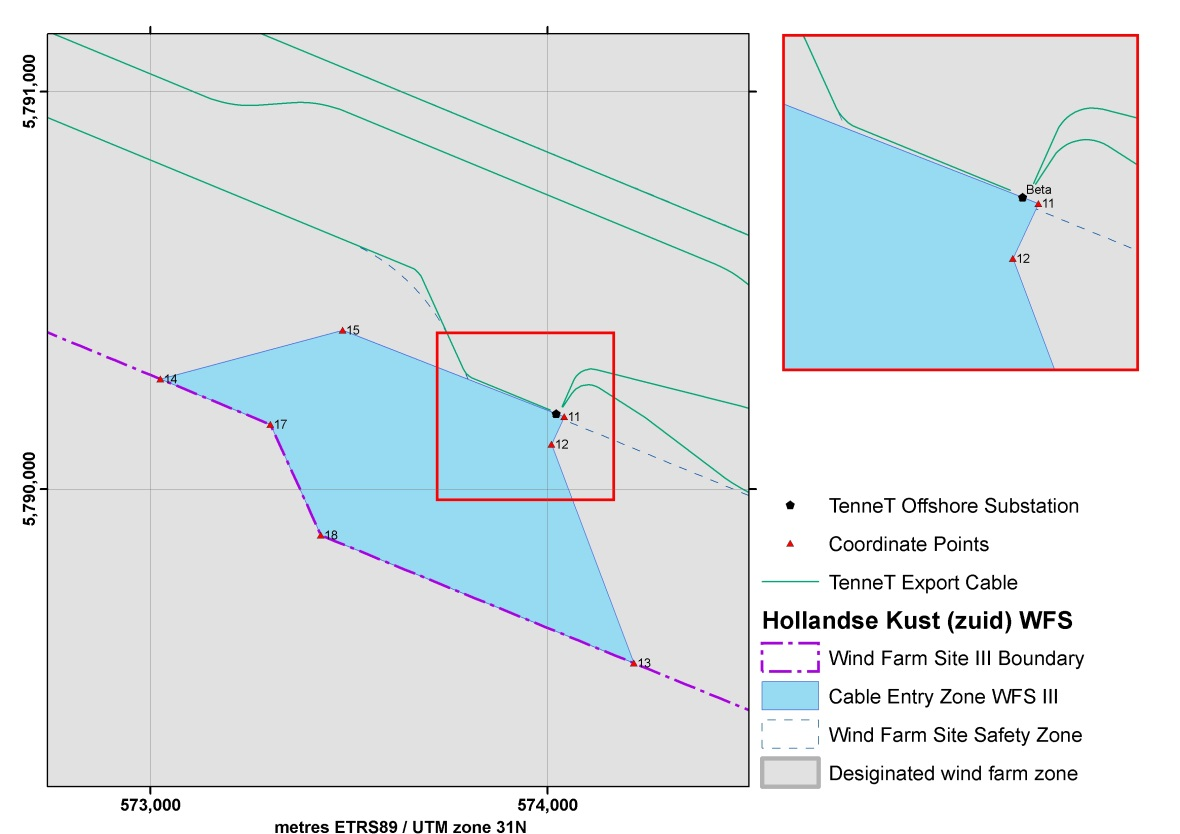 5,791,000
5,790,000
15
14
17
11
12
18
13
573,000
574,000
metres ETRS89 / UTM zone 31N
Beta
11
12
TenneT Offshore Substation
Coordinate Points
TenneT Export Cable
Hollandse Kust (zuid) WFS
Wind Farm Site III Boundary
Cable Entry Zone WFS III
Wind Farm Site Safety Zone
Desiginated wind farm zone